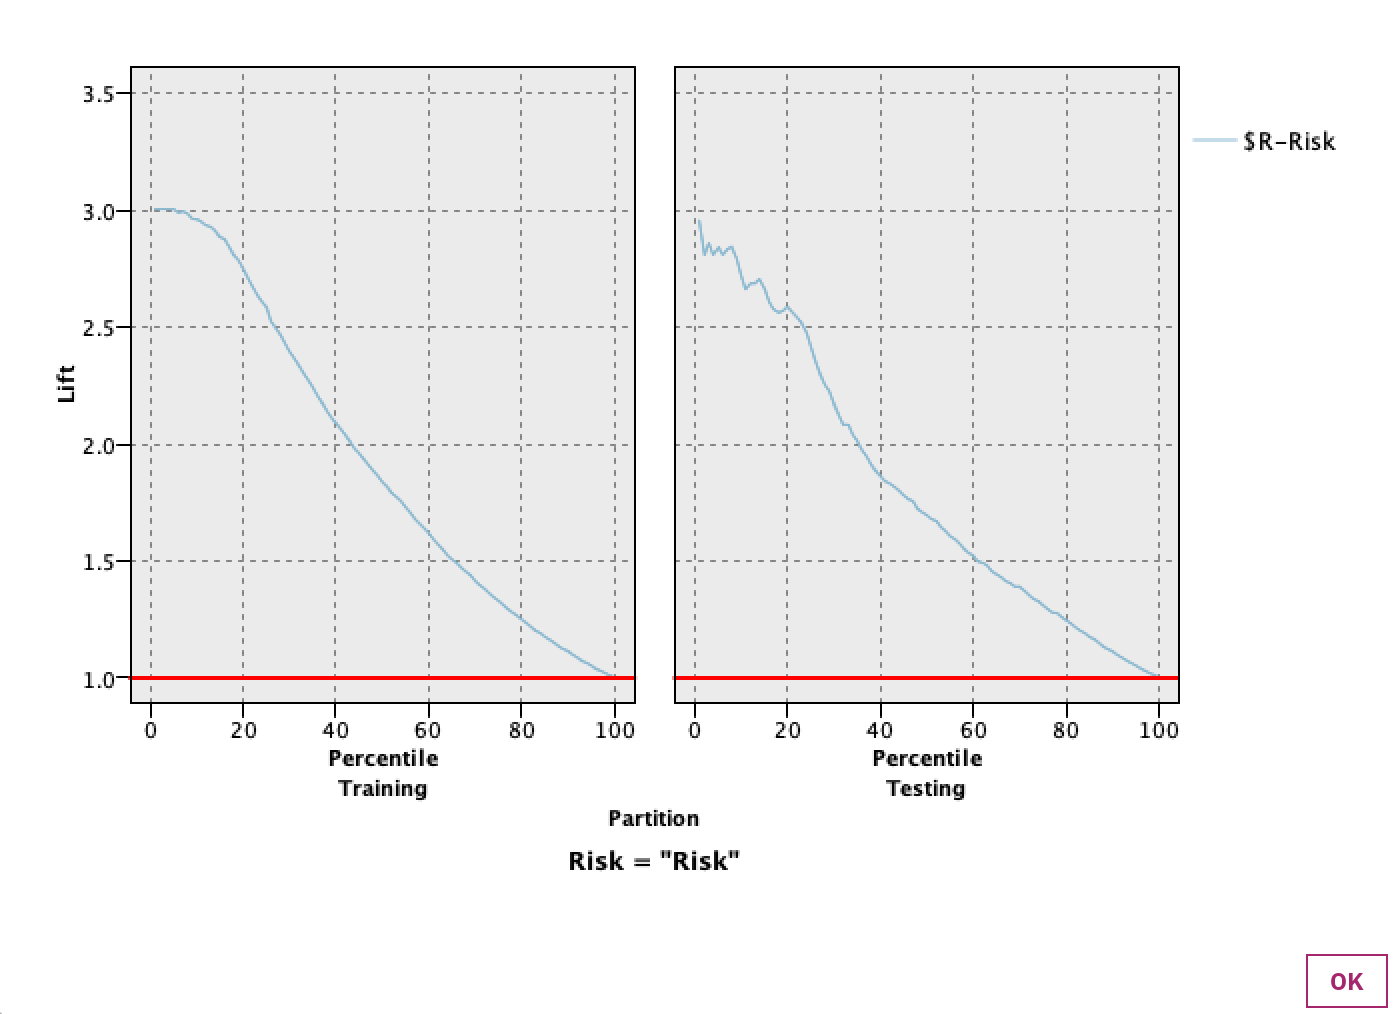 3.5
3.0
2.5
2.0
1.5
1.0
Lift
0 20 40 60 80 100
0 20 40 60 80 100
Percentile
Training
Percentile
Testing
Partition
Risk = "Risk"
$R-Risk
OK